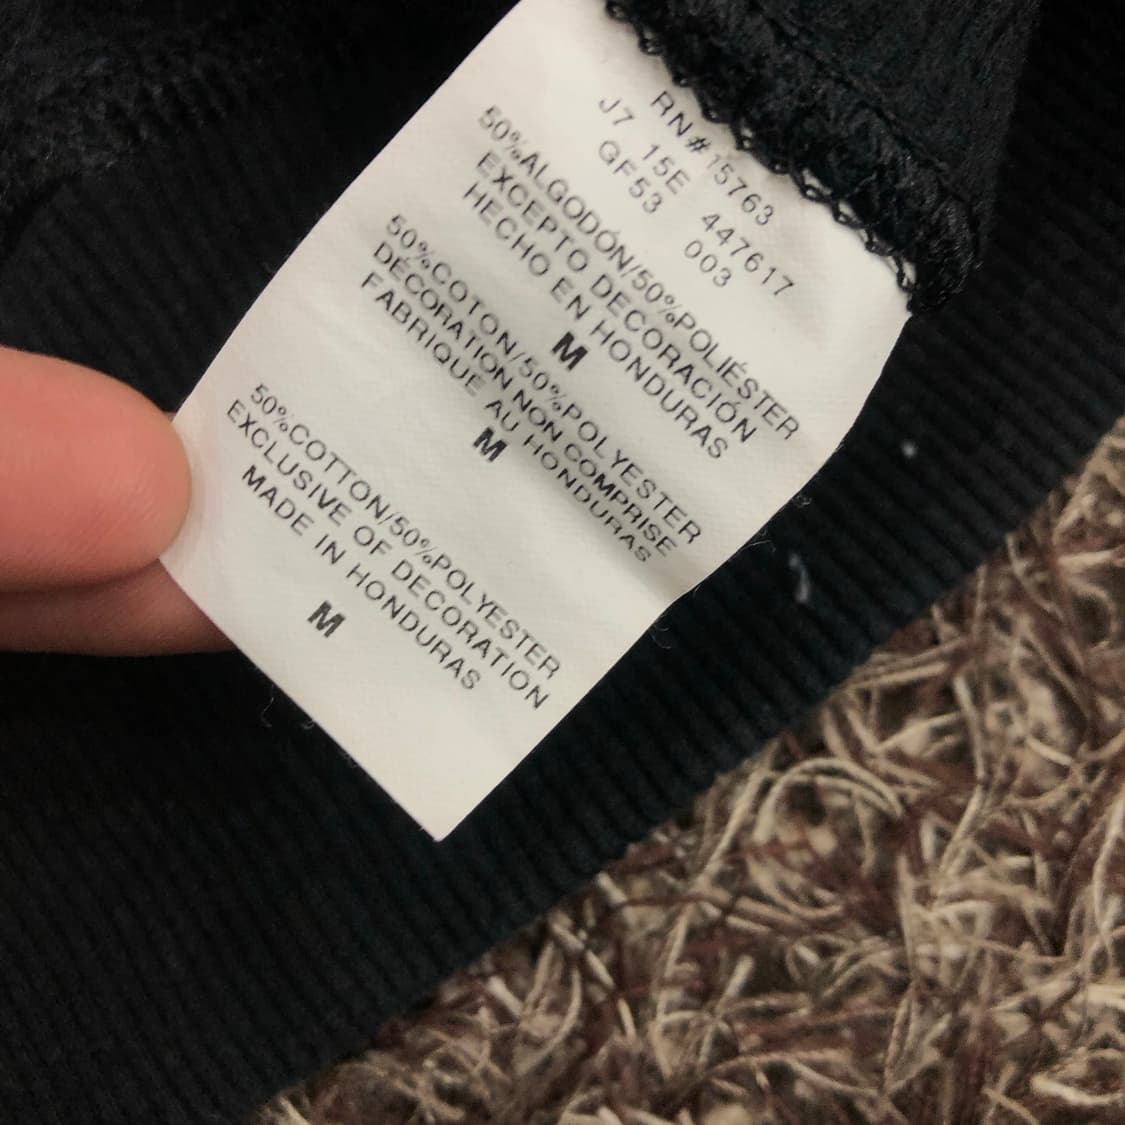 RN#15763
J7 15E 447617
GF53 003
50%ALGODÓN/50%POLIÉSTER
EXCEPTO DECORACIÓN
HECHO EN HONDURAS
M
50%COTON/50%POLYESTER
DÉCORATION NON COMPRISE
FABRIQUÉ AU HONDURAS
M
50%COTTON/50%POLYESTER
EXCLUSIVE OF DECORATION
MADE IN HONDURAS
M